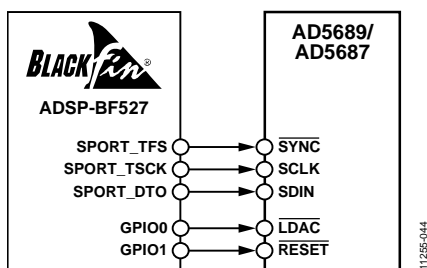 BLACKfin®
ADSP-BF527
AD5689/
AD5687
SPORT_TFS SYNC
SPORT_TSCK SCLK
SPORT_DTO SDIN
GPIO0 LDAC
GPIO1 RESET
11255-044